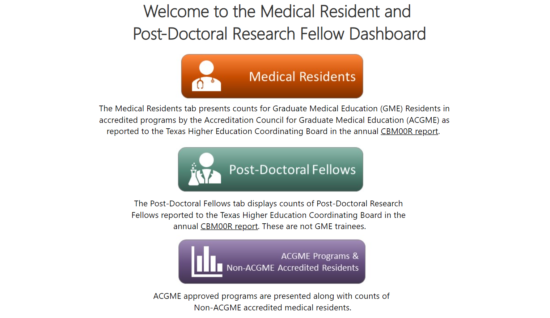 Welcome to the Medical Resident and
Post-Doctoral Research Fellow Dashboard
Medical Residents
The Medical Residents tab presents counts for Graduate Medical Education (GME) Residents in
accredited programs by the Accreditation Council for Graduate Medical Education (ACGME) as
reported to the Texas Higher Education Coordinating Board in the annual CBM00R report.
Post-Doctoral Fellows
The Post-Doctoral Fellows tab displays counts of Post-Doctoral Research
Fellows reported to the Texas Higher Education Coordinating Board in the
annual CBM00R report. These are not GME trainees.
ACGME Programs &
Non-ACGME Accredited Residents
ACGME approved programs are presented along with counts of
Non-ACGME accredited medical residents.